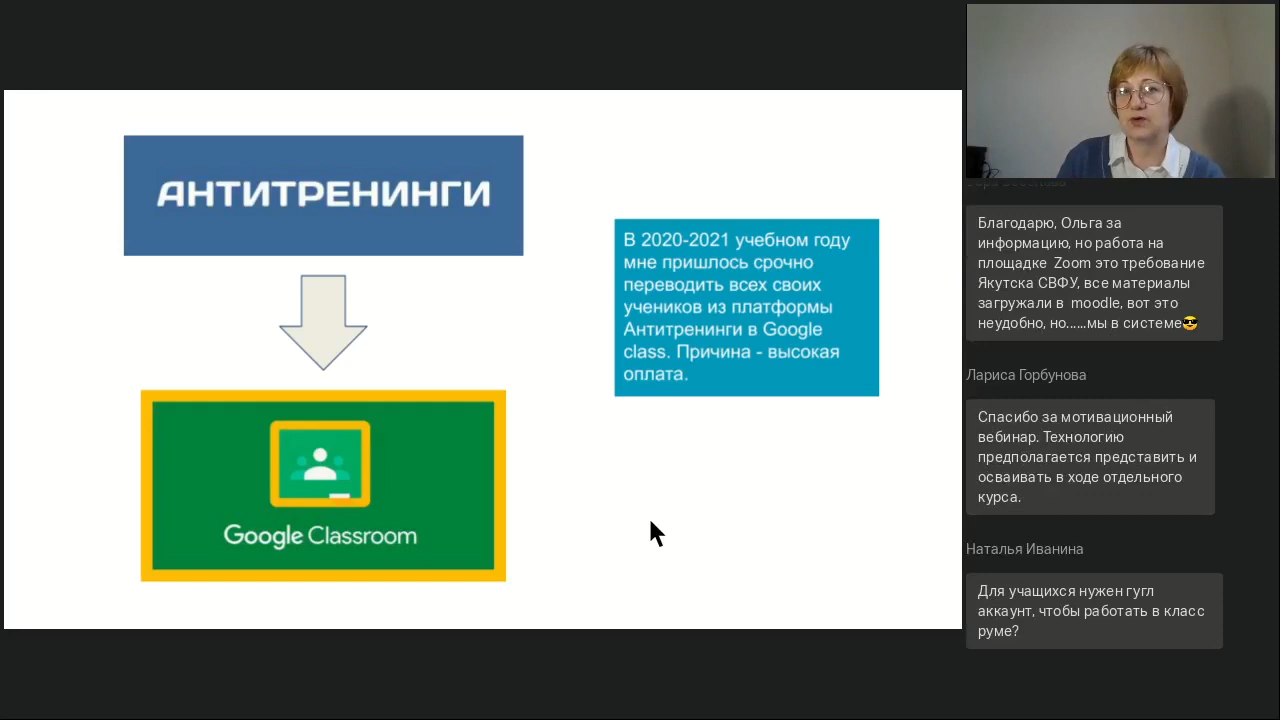 АНТИТРЕНИНГИ
Google Classroom
В 2020-2021 учебном году
мне пришлось срочно
переводить всех своих
учеников из платформы
Антитренинги в Google
class. Причина - высокая
оплата.
Благодарю, Ольга за
информацию, но работа на
площадке Zoom это требование
Якутска СВФУ, все материалы
загружали в moodle, вот это
неудобно, но......мы в системе😎
Лариса Горбунова
Спасибо за мотивационный
вебинар. Технологию
предполагается представить и
осваивать в ходе отдельного
курса.
Наталья Иванина
Для учащихся нужен гугл
аккаунт, чтобы работать в класс
руме?